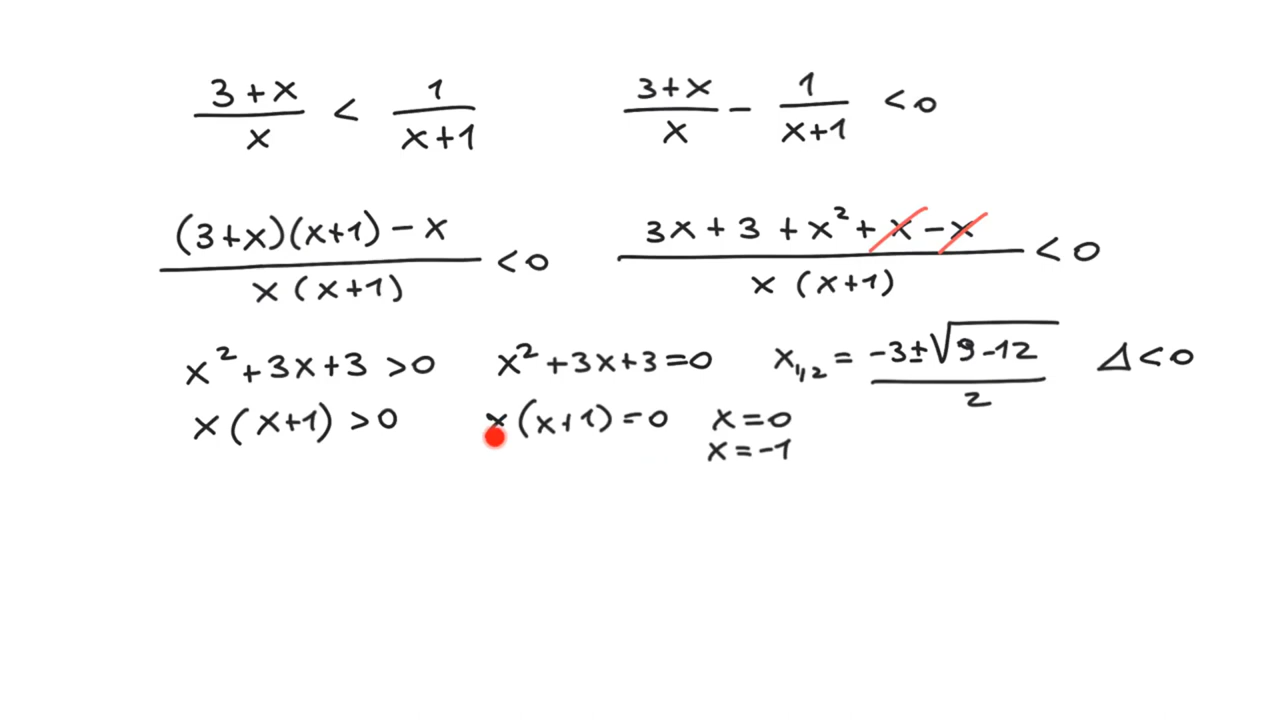 (3+x)/x < 1/(x+1)    (3+x)/x − 1/(x+1) < 0
((3+x)(x+1) − x)/(x(x+1)) < 0    (3x + 3 + x² + x − x)/(x(x+1)) < 0
x² + 3x + 3 > 0    x² + 3x + 3 = 0    x₁,₂ = (−3 ± √(9 − 12))/2    Δ < 0
x(x+1) > 0    x(x+1) = 0    x = 0
x = −1